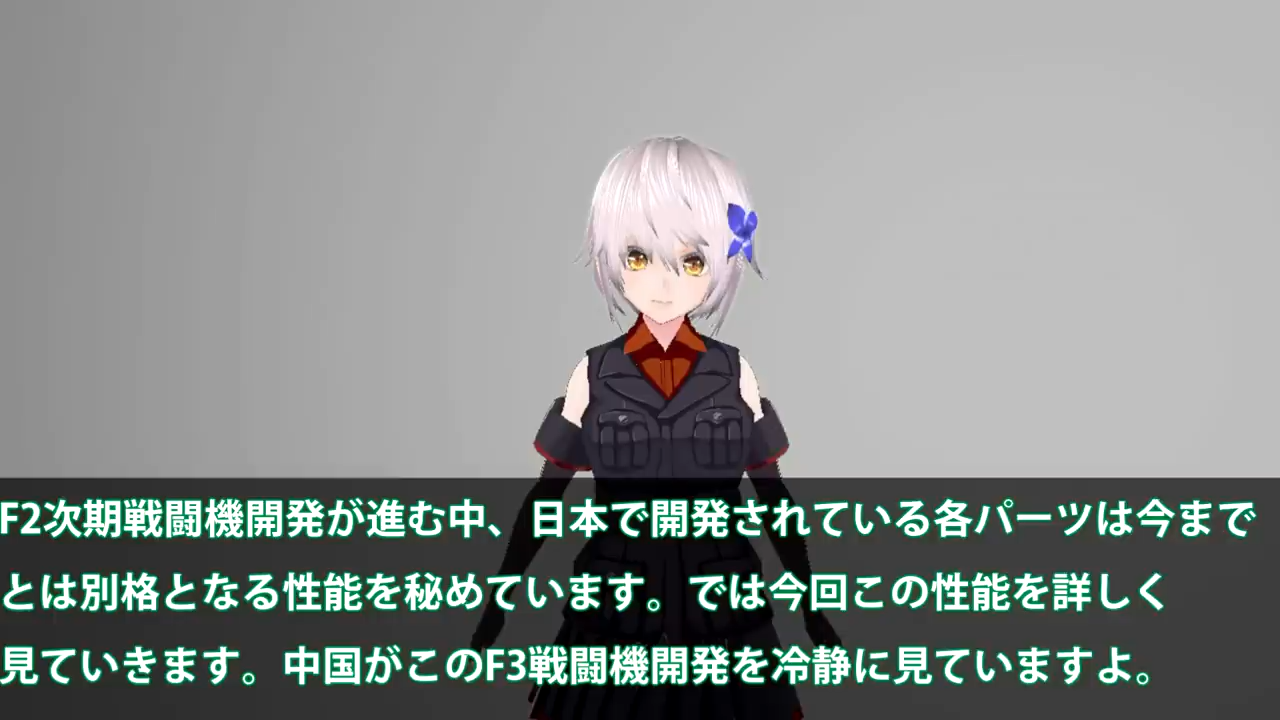 F2次期戦闘機開発が進む中、日本で開発されている各パーツは今まで
とは別格となる性能を秘めています。では今回この性能を詳しく
見ていきます。中国がこのF3戦闘機開発を冷静に見ていますよ。